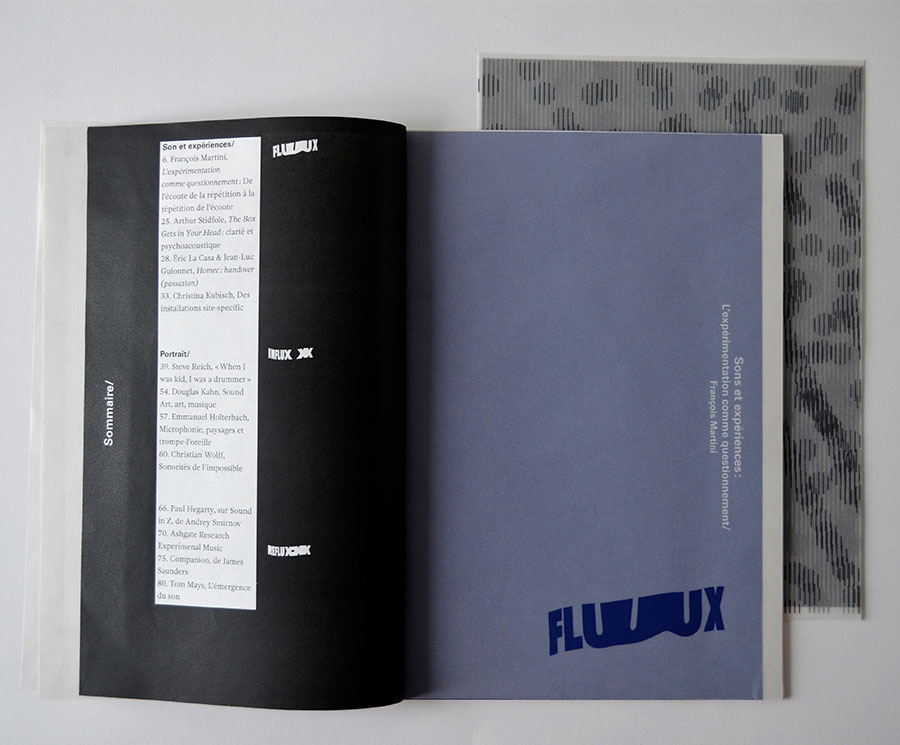 Sommaire/
Son et expériences/
6. François Martini,
L'expérimentation
comme questionnement : De
l'écoute de la répétition à la
répétition de l'écoute
25. Arthur Stidfole, The Box
Gets in Your Head : clarté et
psychoacoustique
28. Éric La Casa & Jean-Luc
Guionnet, Homec : handover
(passation)
33. Christina Kubisch, Des
installations site-specific
Portrait/
39. Steve Reich, « When I
was kid, I was a drummer »
54. Douglas Kahn, Sound
Art, art, musique
57. Emmanuel Holterbach,
Microphonie, paysages et
trompe-l'oreille
60. Christian Wolff,
Sonorités de l'impossible
66. Paul Hegarty, sur Sound
in Z, de Andrey Smirnov
70. Ashgate Research
Experimenal Music
75. Companion, de James
Saunders
80. Tom Mays, L'émergence
du son
FLUX
INFLUX
REFLUX
Sons et expériences :
L'expérimentation comme questionnement/
François Martini
FLUX